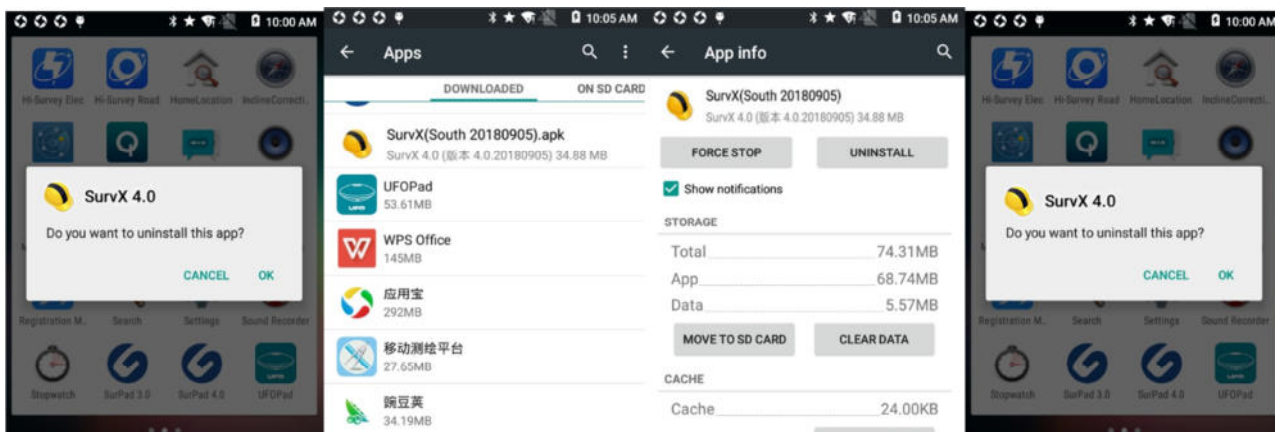 10:00 AM
Hi-Survey Elec
Hi-Survey Road
HomeLocation
InclineCorrecti..
SurvX 4.0
Do you want to uninstall this app?
CANCEL
OK
Registration M..
Search
Settings
Sound Recorder
Stopwatch
SurPad 3.0
SurPad 4.0
UFOPad
10:05 AM
Apps
DOWNLOADED
ON SD CARD
SurvX(South 20180905).apk
SurvX 4.0 (版本 4.0.20180905) 34.88 MB
UFOPad
53.61MB
WPS Office
145MB
应用宝
292MB
移动测绘平台
27.65MB
豌豆荚
34.19MB
10:05 AM
App info
SurvX(South 20180905)
SurvX 4.0 (版本 4.0.20180905) 34.88 MB
FORCE STOP
UNINSTALL
Show notifications
STORAGE
Total 74.31MB
App 68.74MB
Data 5.57MB
MOVE TO SD CARD
CLEAR DATA
CACHE
Cache 24.00KB
10:00 AM
Hi-Survey Elec
Hi-Survey Road
HomeLocation
InclineCorrecti..
SurvX 4.0
Do you want to uninstall this app?
CANCEL
OK
Registration M..
Search
Settings
Sound Recorder
Stopwatch
SurPad 3.0
SurPad 4.0
UFOPad